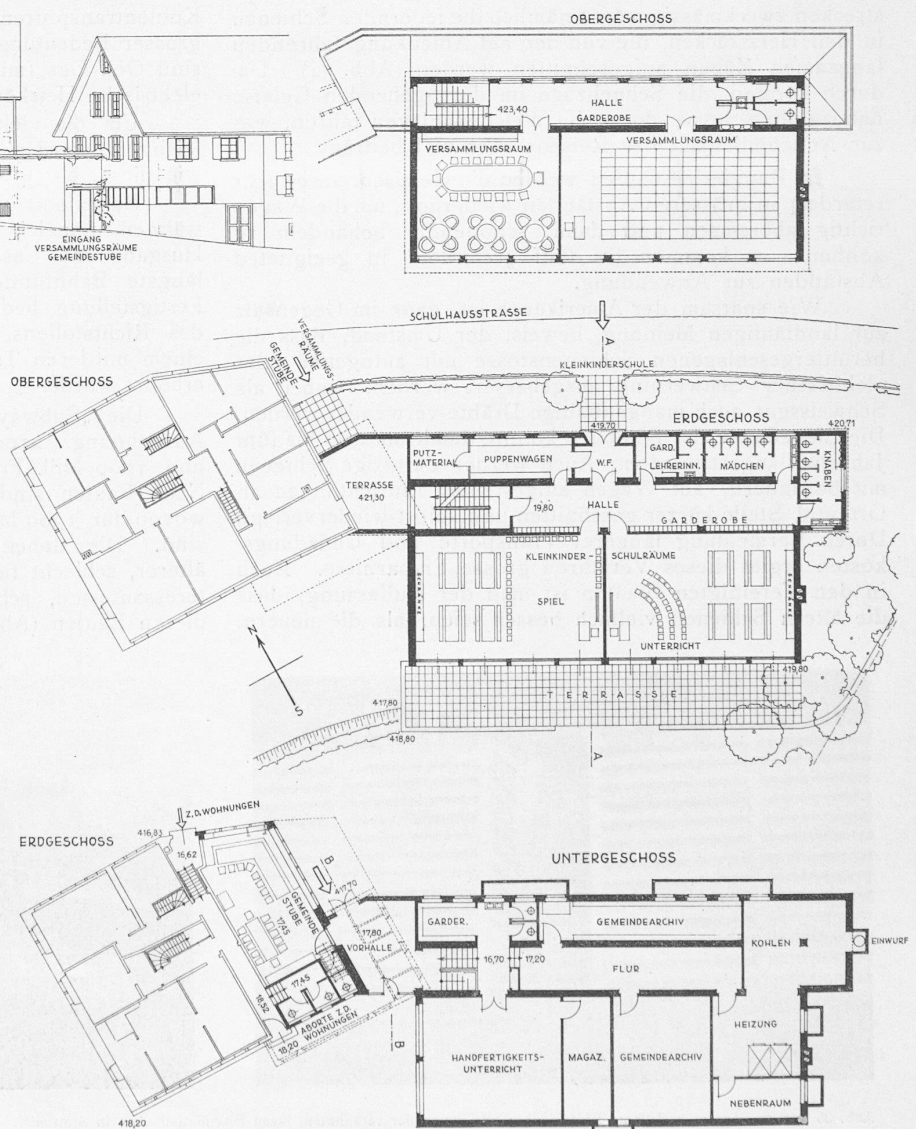 OBERGESCHOSS
423,40
HALLE
GARDEROBE
VERSAMMLUNGSRAUM
VERSAMMLUNGSRAUM
EINGANG
VERSAMMLUNGSRÄUME
GEMEINDESTUBE
SCHULHAUSSTRASSE
A
VERSAMMLUNGS-
RÄUME
GEMEINDE-
STUBE
KLEINKINDERSCHULE
OBERGESCHOSS
ERDGESCHOSS
419,70
420,71
PUTZ-
MATERIAL
PUPPENWAGEN
W.F.
GARD.
LEHRERINN.
MÄDCHEN
KNABEN
TERRASSE
421,30
19,80
HALLE
GARDEROBE
KLEINKINDER-
SCHULRÄUME
SPIEL
UNTERRICHT
N
S
417,80
418,80
TERRASSE
419,80
A
ERDGESCHOSS
Z.D. WOHNUNGEN
416,83
16,62
B
417,70
GEMEINDE
STUBE
17,45
17,80
VORHALLE
17,45
18,52
ABORTE Z.D.
WOHNUNGEN
18,20
B
418,20
UNTERGESCHOSS
GARDER.
GEMEINDEARCHIV
KOHLEN
EINWURF
16,70
17,20
FLUR
HEIZUNG
HANDFERTIGKEITS-
UNTERRICHT
MAGAZ.
GEMEINDEARCHIV
NEBENRAUM